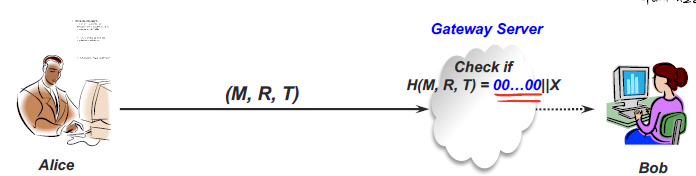 Gateway Server
Check if
H(M, R, T) = 00...00||X
(M, R, T)
Alice
Bob